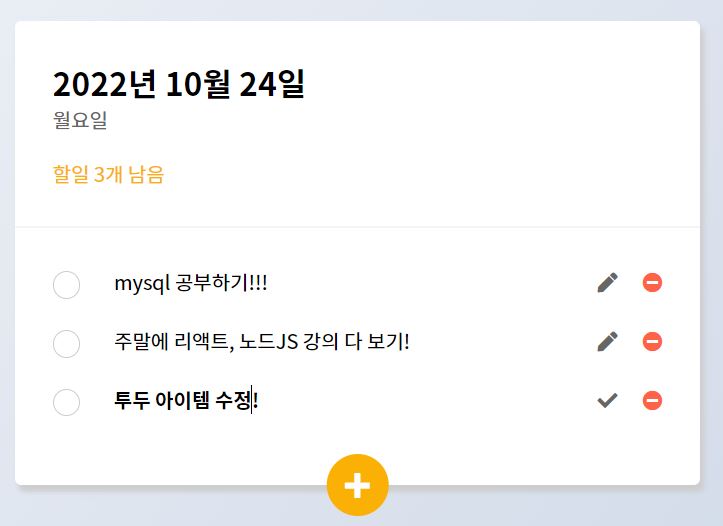 2022년 10월 24일
월요일
할일 3개 남음
mysql 공부하기!!!
주말에 리액트, 노드JS 강의 다 보기!
투두 아이템 수정!